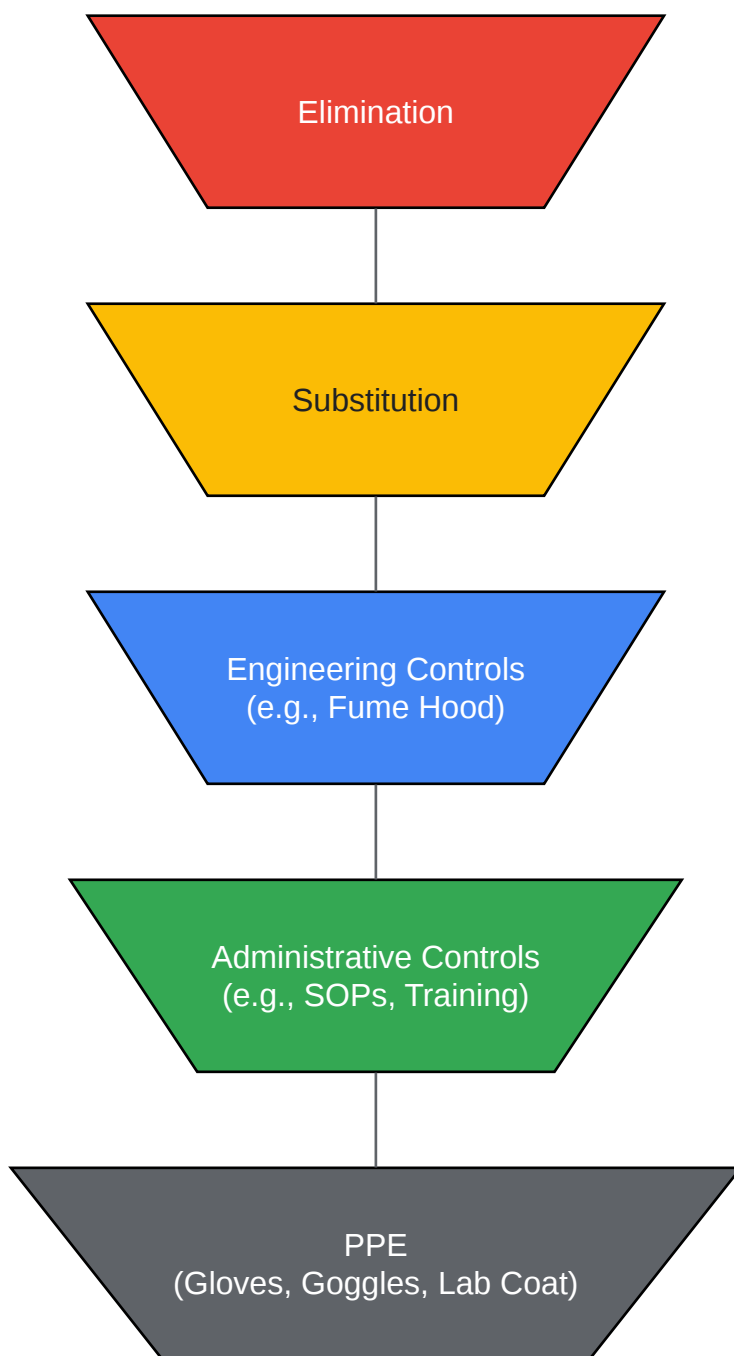 Elimination
Substitution
Engineering Controls
(e.g., Fume Hood)
Administrative Controls
(e.g., SOPs, Training)
PPE
(Gloves, Goggles, Lab Coat)